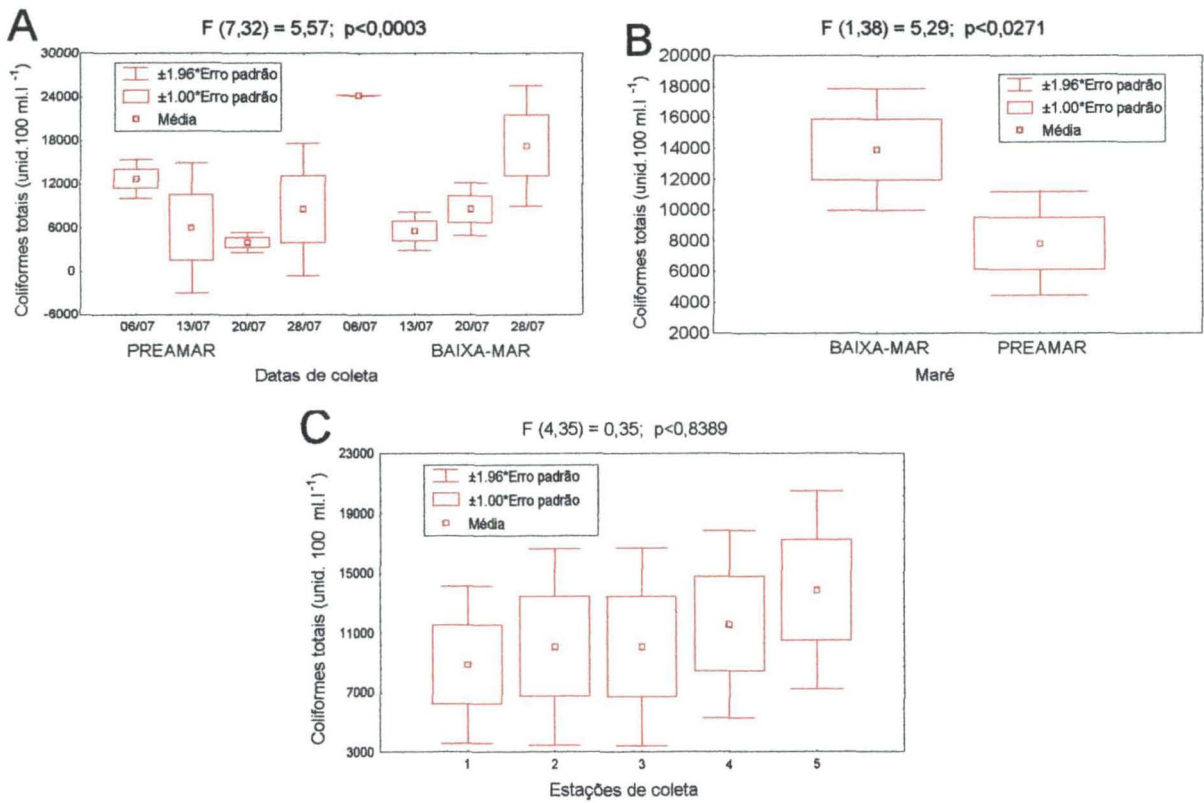 A
F (7,32) = 5,57; p<0,0003
Coliformes totais (unid.100 ml.l⁻¹)
30000
24000
18000
12000
6000
0
-6000
±1.96*Erro padrão
±1.00*Erro padrão
Média
06/07 13/07 20/07 28/07 06/07 13/07 20/07 28/07
PREAMAR BAIXA-MAR
Datas de coleta
B
F (1,38) = 5,29; p<0,0271
Coliformes totais (unid.100 ml.l⁻¹)
20000
18000
16000
14000
12000
10000
8000
6000
4000
2000
±1.96*Erro padrão
±1.00*Erro padrão
Média
BAIXA-MAR PREAMAR
Maré
C
F (4,35) = 0,35; p<0,8389
Coliformes totais (unid. 100 ml.l⁻¹)
23000
19000
15000
11000
7000
3000
±1.96*Erro padrão
±1.00*Erro padrão
Média
1 2 3 4 5
Estações de coleta